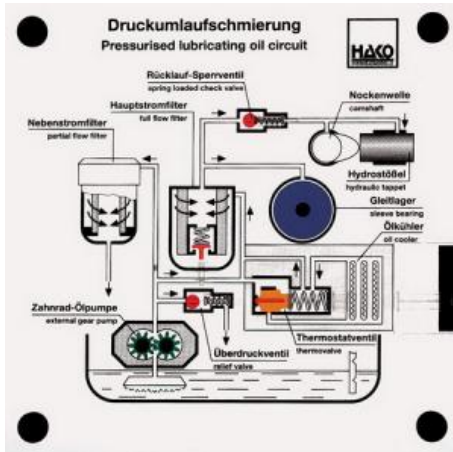 Druckumlaufschmierung
Pressurised lubricating oil circuit
HAKO
Rücklauf-Sperrventil
spring loaded check valve
Hauptstromfilter
full flow filter
Nockenwelle
camshaft
Nebenstromfilter
partial flow filter
Hydrostößel
hydraulic tappet
Gleitlager
sleeve bearing
Ölkühler
oil cooler
Zahnrad-Ölpumpe
external gear pump
Überdruckventil
relief valve
Thermostatventil
thermovalve